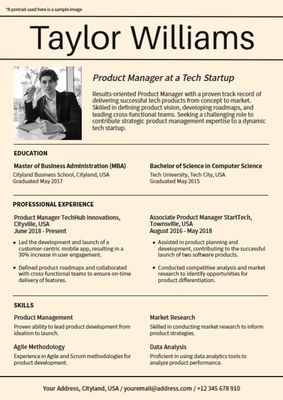 *A portrait used here is a sample image
Taylor Williams
Product Manager at a Tech Startup
Results-oriented Product Manager with a proven track record of
delivering successful tech products from concept to market.
Skilled in defining product vision, developing roadmaps, and
leading cross-functional teams. Seeking a challenging role to
contribute strategic product management expertise to a dynamic
tech startup.
EDUCATION
Master of Business Administration (MBA)
Cityland Business School, Cityland, USA
Graduated May 2017
Bachelor of Science in Computer Science
Tech University, Tech City, USA
Graduated May 2015
PROFESSIONAL EXPERIENCE
Product Manager TechHub Innovations,
Cityville, USA
June 2018 - Present
• Led the development and launch of a
customer-centric mobile app, resulting in a
30% increase in user engagement.
• Defined product roadmaps and collaborated
with cross-functional teams to ensure on-time
delivery of features.
Associate Product Manager StartTech,
Townsville, USA
August 2016 - May 2018
• Assisted in product planning and
development, contributing to the successful
launch of two software products.
• Conducted competitive analysis and market
research to identify opportunities for
product differentiation.
SKILLS
Product Management
Proven ability to lead product development from
ideation to launch.
Market Research
Skilled in conducting market research to inform
product strategies.
Agile Methodology
Experience in Agile and Scrum methodologies for
product development.
Data Analysis
Proficient in using data analytics tools to
analyze product performance.
Your Address, Cityland, USA / youremail@address.com / +12 345 678 910